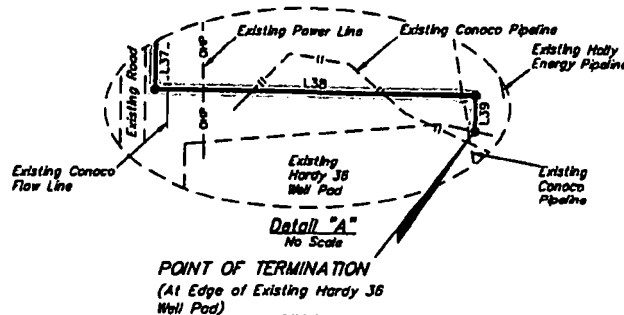 Existing Power Line
Existing Conoco Pipeline
Existing Holly
Energy Pipeline
Existing Road
L37
OHP
L38
L39
OHP
Existing Conoco
Flow Line
Existing
Hardy 36
Well Pad
Existing
Conoco
Pipeline
Detail "A"
No Scale
POINT OF TERMINATION
(At Edge of Existing Hardy 36
Well Pad)